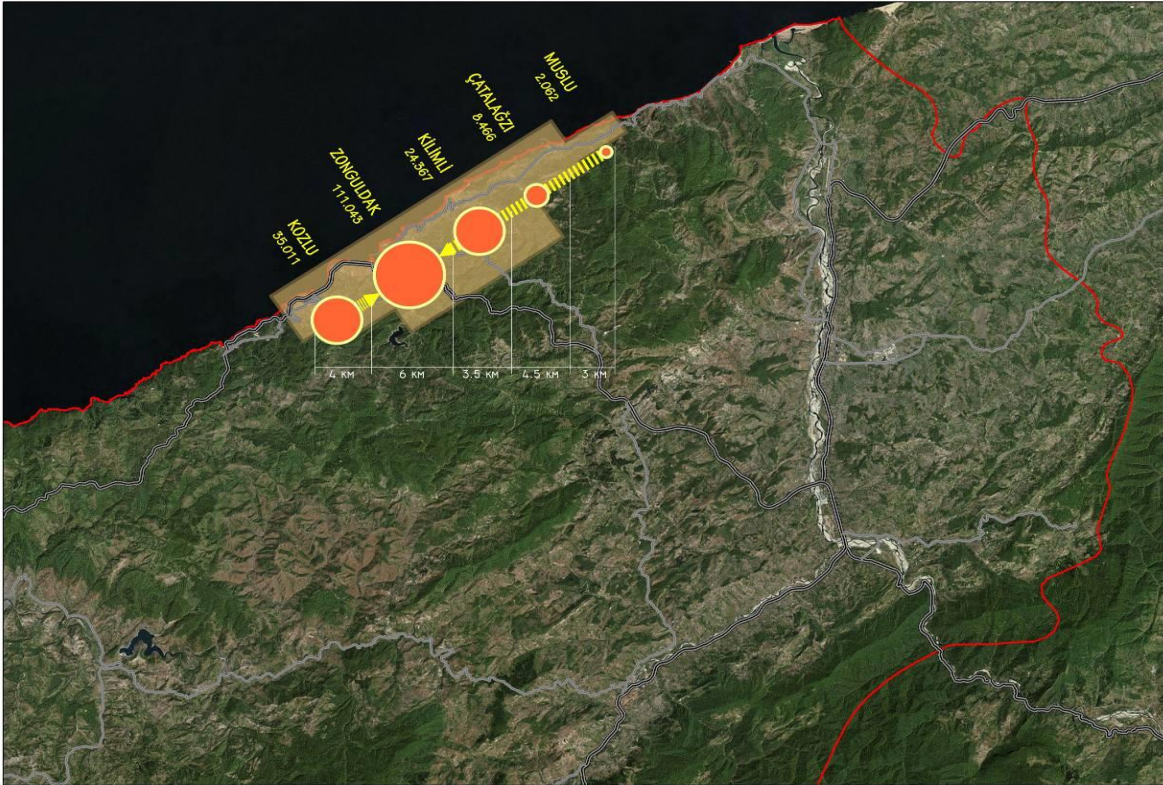 MUSLU
2.062
ÇATALAĞZI
8.466
KİLİMLİ
24.367
ZONGULDAK
111.043
KOZLU
35.011
4 KM
6 KM
3.5 KM
4.5 KM
3 KM